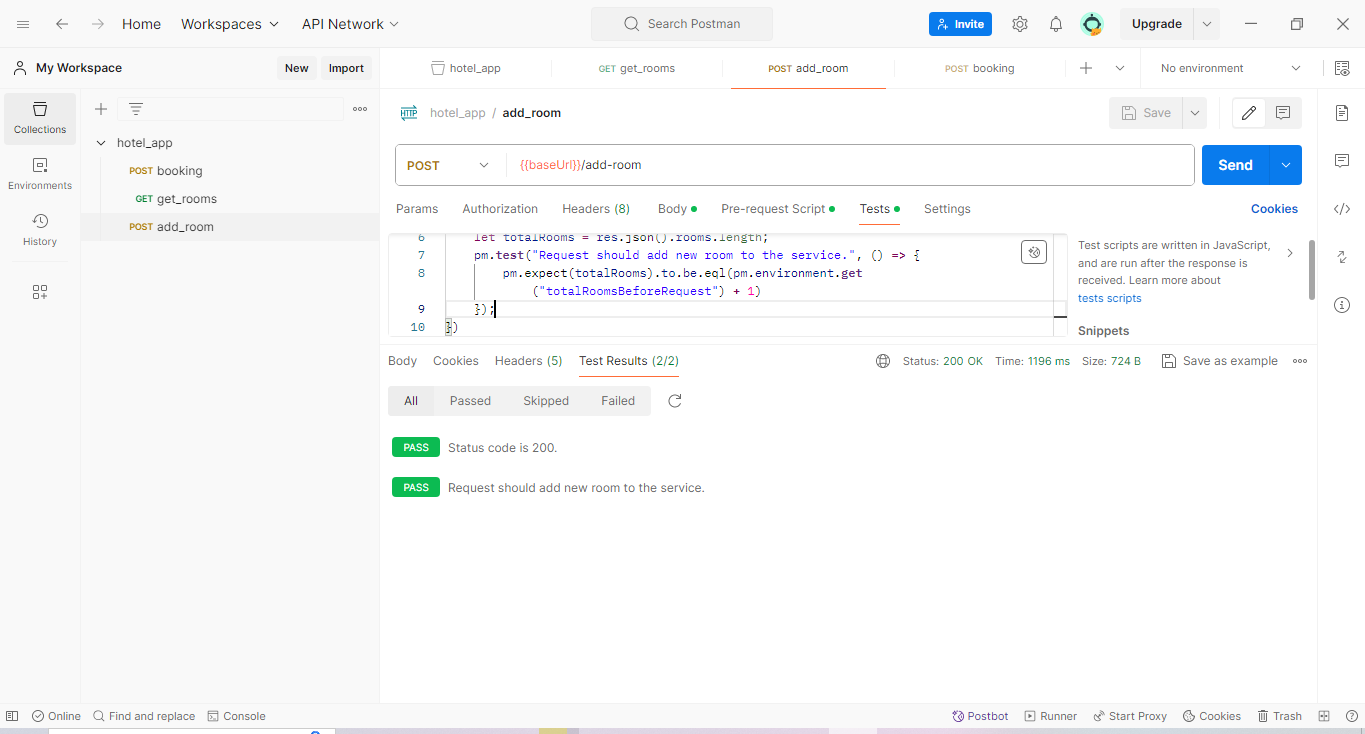 Home Workspaces API Network Search Postman Invite Upgrade
My Workspace New Import hotel_app GET get_rooms POST add_room POST booking No environment
Collections
Environments
History
hotel_app
POST booking
GET get_rooms
POST add_room
HTTP hotel_app / add_room Save
POST {{baseUrl}}/add-room Send
Params Authorization Headers (8) Body Pre-request Script Tests Settings Cookies
6 let totalRooms = res.json().rooms.length;
7 pm.test("Request should add new room to the service.", () => {
8 pm.expect(totalRooms).to.be.eql(pm.environment.get
("totalRoomsBeforeRequest") + 1)
9 });
10 })
Test scripts are written in JavaScript,
and are run after the response is
received. Learn more about
tests scripts
Snippets
Body Cookies Headers (5) Test Results (2/2) Status: 200 OK Time: 1196 ms Size: 724 B Save as example
All Passed Skipped Failed
PASS Status code is 200.
PASS Request should add new room to the service.
Online Find and replace Console Postbot Runner Start Proxy Cookies Trash